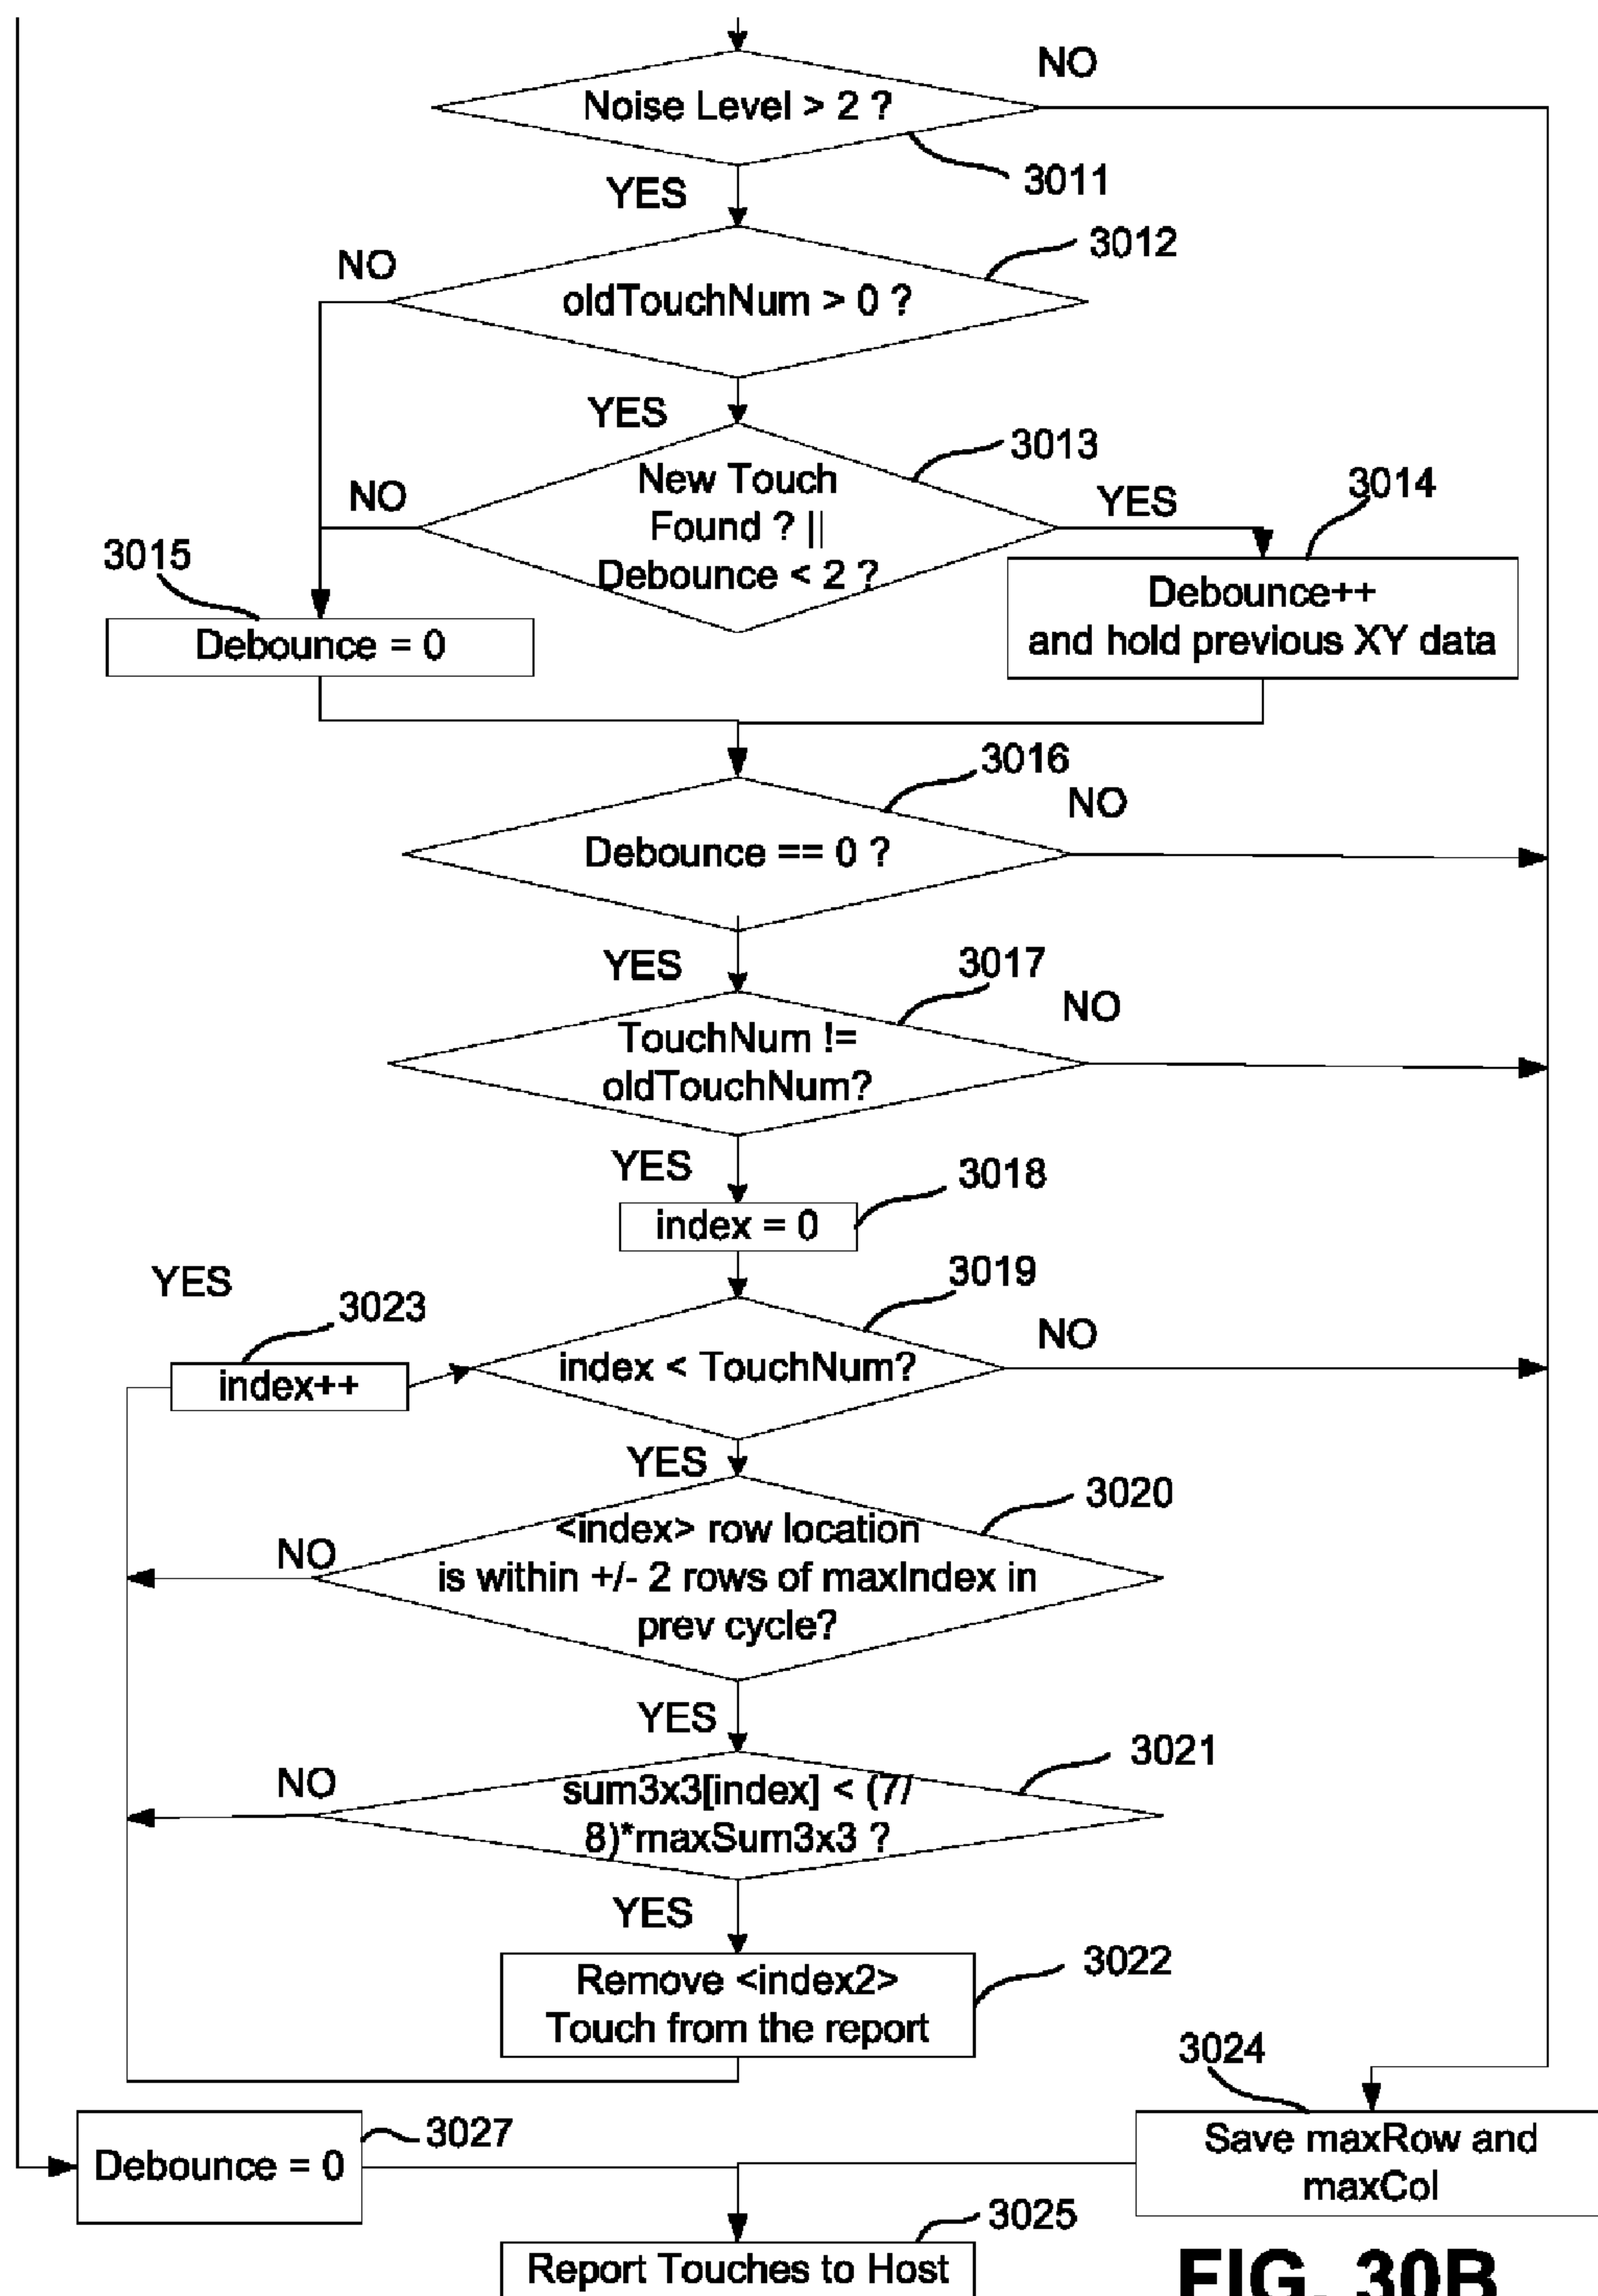 NO
Noise Level > 2 ?
3011
YES
3012
NO
oldTouchNum > 0 ?
YES
3013
New Touch
Found ? ||
Debounce < 2 ?
NO
YES
3014
3015
Debounce++
and hold previous XY data
Debounce = 0
3016
NO
Debounce == 0 ?
YES
3017
NO
TouchNum !=
oldTouchNum?
YES
3018
index = 0
YES
3019
3023
NO
index < TouchNum?
index++
YES
3020
<index> row location
is within +/- 2 rows of maxIndex in
prev cycle?
NO
YES
3021
NO
sum3x3[index] < (7/
8)*maxSum3x3 ?
YES
3022
Remove <index2>
Touch from the report
3024
3027
Debounce = 0
Save maxRow and
maxCol
3025
Report Touches to Host
FIG. 30B